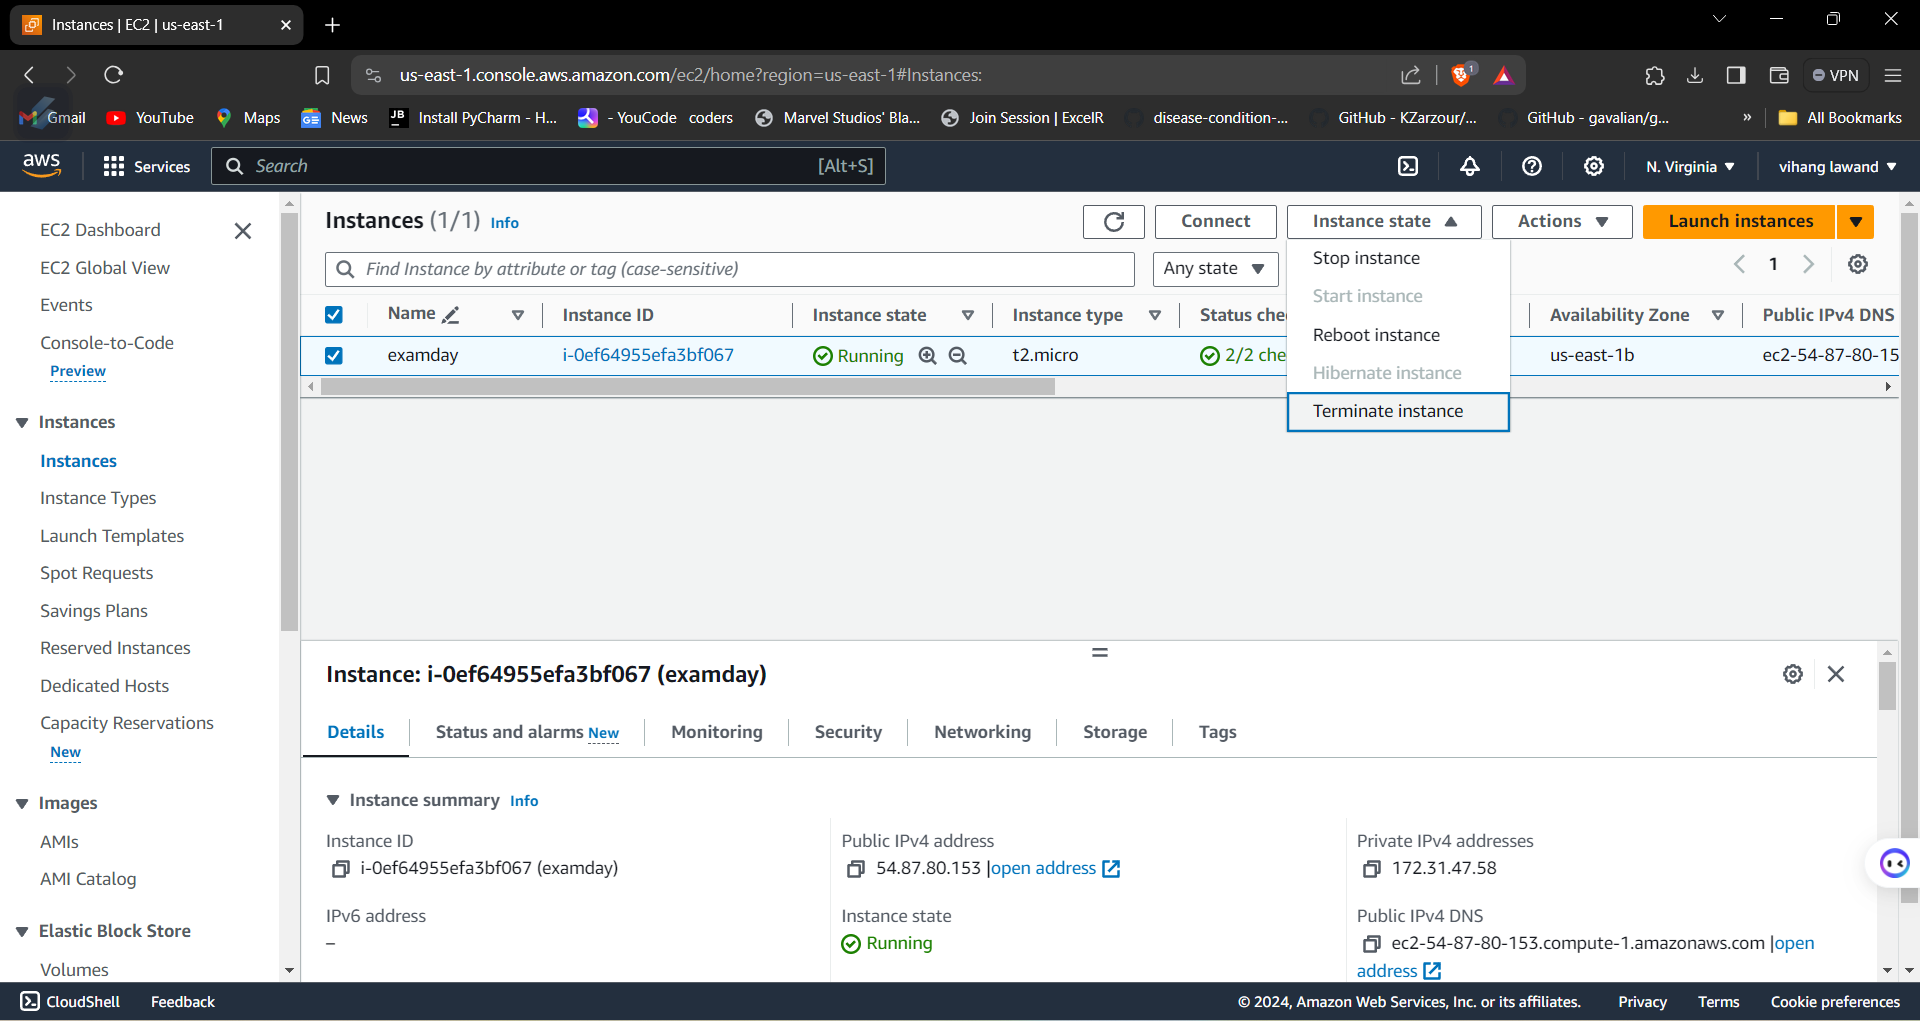 Instances | EC2 | us-east-1
us-east-1.console.aws.amazon.com/ec2/home?region=us-east-1#Instances:
1
VPN
Gmail
YouTube
Maps
News
Install PyCharm - H...
- YouCode coders
Marvel Studios' Bla...
Join Session | ExcelR
disease-condition-...
GitHub - KZarzour/...
GitHub - gavalian/g...
»
All Bookmarks
aws
Services
Search
[Alt+S]
N. Virginia
vihang lawand
EC2 Dashboard
EC2 Global View
Events
Console-to-Code
Preview
Instances
Instances
Instance Types
Launch Templates
Spot Requests
Savings Plans
Reserved Instances
Dedicated Hosts
Capacity Reservations
New
Images
AMIs
AMI Catalog
Elastic Block Store
Volumes
Instances (1/1) Info
Connect
Instance state
Actions
Launch instances
Find Instance by attribute or tag (case-sensitive)
Any state
1
Stop instance
Start instance
Reboot instance
Hibernate instance
Terminate instance
Name
Instance ID
Instance state
Instance type
Status che
Availability Zone
Public IPv4 DNS
examday
i-0ef64955efa3bf067
Running
t2.micro
2/2 che
us-east-1b
ec2-54-87-80-15
Instance: i-0ef64955efa3bf067 (examday)
Details
Status and alarms New
Monitoring
Security
Networking
Storage
Tags
Instance summary Info
Instance ID
i-0ef64955efa3bf067 (examday)
Public IPv4 address
54.87.80.153 |open address
Private IPv4 addresses
172.31.47.58
IPv6 address
–
Instance state
Running
Public IPv4 DNS
ec2-54-87-80-153.compute-1.amazonaws.com |open
address
CloudShell
Feedback
© 2024, Amazon Web Services, Inc. or its affiliates.
Privacy
Terms
Cookie preferences